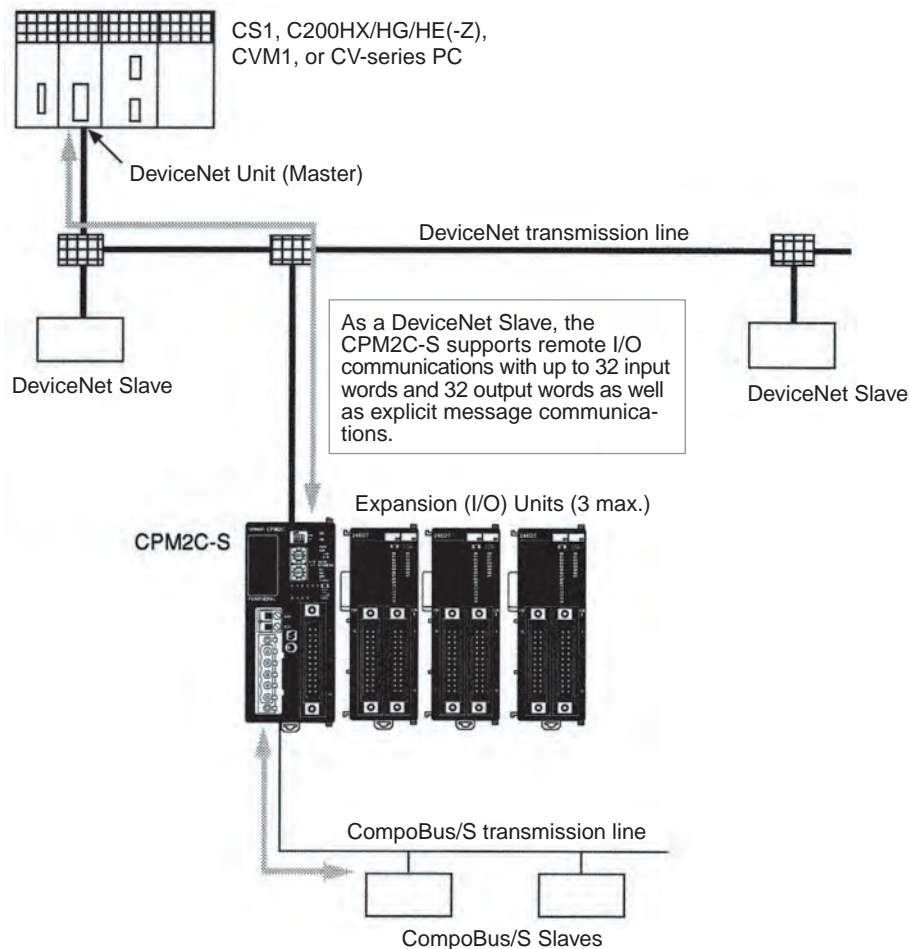 CS1, C200HX/HG/HE(-Z),
CVM1, or CV-series PC
DeviceNet Unit (Master)
DeviceNet transmission line
As a DeviceNet Slave, the
CPM2C-S supports remote I/O
communications with up to 32 input
words and 32 output words as well
as explicit message communica-
tions.
DeviceNet Slave
DeviceNet Slave
Expansion (I/O) Units (3 max.)
CPM2C-S
CompoBus/S transmission line
CompoBus/S Slaves